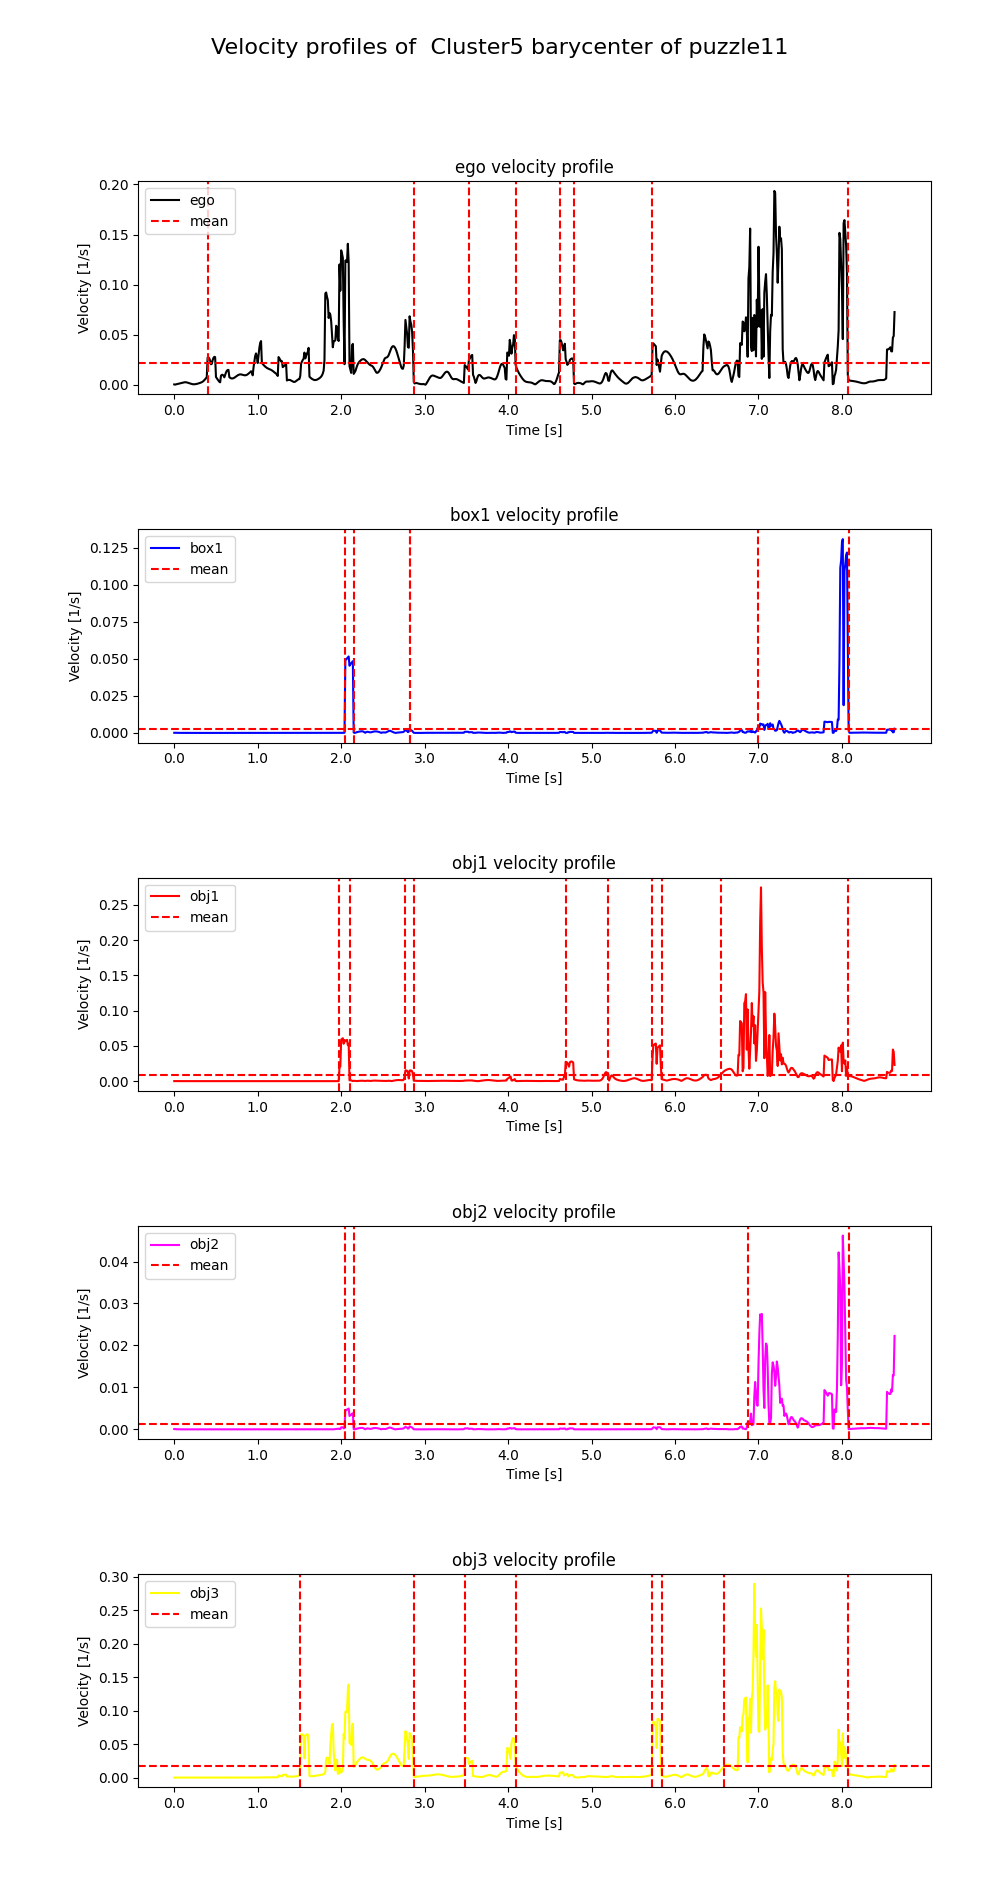 Velocity profiles of  Cluster5 barycenter of puzzle11
ego velocity profile
ego
mean
0.20
0.15
0.10
0.05
0.00
Velocity [1/s]
0.0 1.0 2.0 3.0 4.0 5.0 6.0 7.0 8.0
Time [s]
box1 velocity profile
box1
mean
0.125
0.100
0.075
0.050
0.025
0.000
Velocity [1/s]
0.0 1.0 2.0 3.0 4.0 5.0 6.0 7.0 8.0
Time [s]
obj1 velocity profile
obj1
mean
0.25
0.20
0.15
0.10
0.05
0.00
Velocity [1/s]
0.0 1.0 2.0 3.0 4.0 5.0 6.0 7.0 8.0
Time [s]
obj2 velocity profile
obj2
mean
0.04
0.03
0.02
0.01
0.00
Velocity [1/s]
0.0 1.0 2.0 3.0 4.0 5.0 6.0 7.0 8.0
Time [s]
obj3 velocity profile
obj3
mean
0.30
0.25
0.20
0.15
0.10
0.05
0.00
Velocity [1/s]
0.0 1.0 2.0 3.0 4.0 5.0 6.0 7.0 8.0
Time [s]